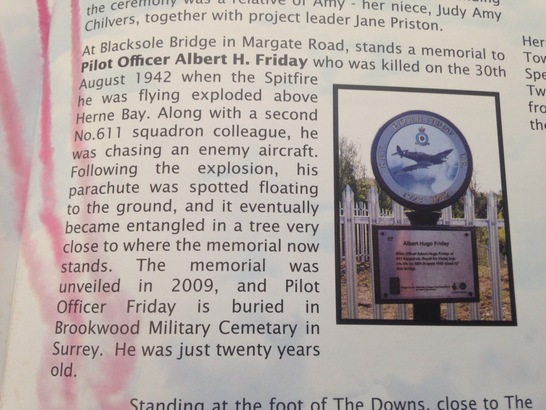 the ceremony was a relative of Amy - her niece, Judy Amy
Chilvers, together with project leader Jane Priston.
At Blacksole Bridge in Margate Road, stands a memorial to
Pilot Officer Albert H. Friday who was killed on the 30th
August 1942 when the Spitfire
he was flying exploded above
Herne Bay. Along with a second
No.611 squadron colleague, he
was chasing an enemy aircraft.
Following the explosion, his
parachute was spotted floating
to the ground, and it eventually
became entangled in a tree very
close to where the memorial now
stands. The memorial was
unveiled in 2009, and Pilot
Officer Friday is buried in
Brookwood Military Cemetary in
Surrey. He was just twenty years
old.
Standing at the foot of The Downs, close to The
Albert Hugo Friday
Her
Tow
Spe
Tw
fro
the